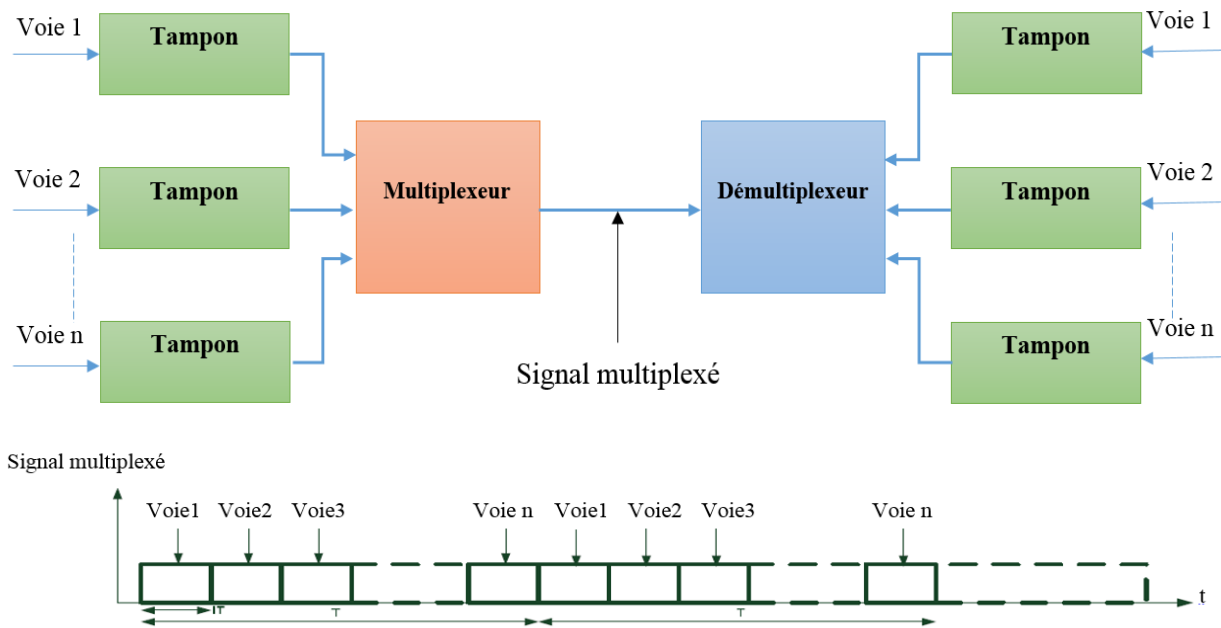 Voie 1
Tampon
Voie 1
Tampon
Voie 2
Tampon
Multiplexeur
Démultiplexeur
Tampon
Voie 2
Voie n
Tampon
Tampon
Voie n
Signal multiplexé
Signal multiplexé
Voie1 Voie2 Voie3 Voie n Voie1 Voie2 Voie3 Voie n
t
IT T T